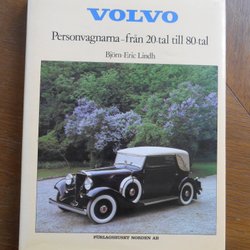 VOLVO
Personvagnarna–från 20-tal till 80-tal
Björn-Eric Lindh
FÖRLAGSHUSET NORDEN AB